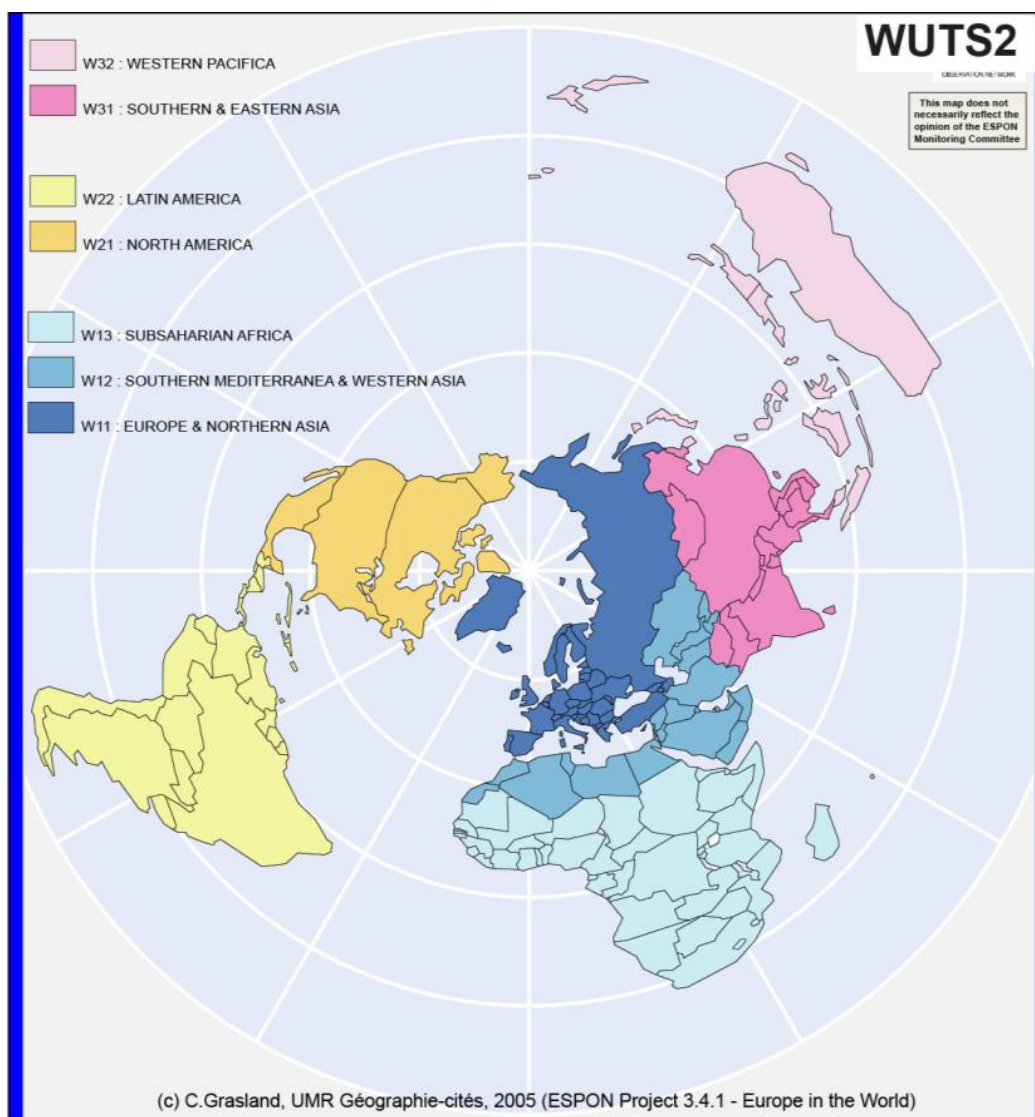 WUTS2
OBSERVATION NETWORK
This map does not
necessarily reflect the
opinion of the ESPON
Monitoring Committee
W32 : WESTERN PACIFICA
W31 : SOUTHERN & EASTERN ASIA
W22 : LATIN AMERICA
W21 : NORTH AMERICA
W13 : SUBSAHARIAN AFRICA
W12 : SOUTHERN MEDITERRANEA & WESTERN ASIA
W11 : EUROPE & NORTHERN ASIA
(c) C.Grasland, UMR Géographie-cités, 2005 (ESPON Project 3.4.1 - Europe in the World)